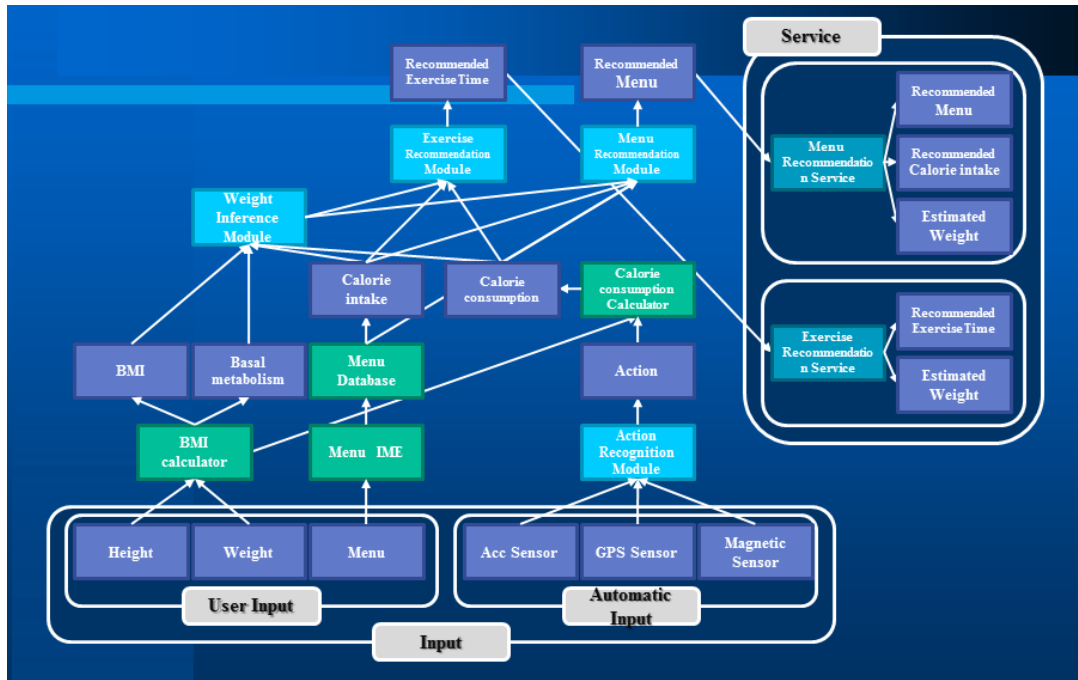 Service
Recommended
Exercise Time
Recommended
Menu
Recommended
Menu
Exercise
Recommendation
Module
Menu
Recommendation
Module
Menu
Recommendatio
n Service
Recommended
Calorie intake
Weight
Inference
Module
Estimated
Weight
Calorie
intake
Calorie
consumption
Calorie
consumption
Calculator
Recommended
Exercise Time
BMI
Basal
metabolism
Menu
Database
Action
Exercise
Recommendatio
n Service
Estimated
Weight
BMI
calculator
Menu IME
Action
Recognition
Module
Height
Weight
Menu
Acc Sensor
GPS Sensor
Magnetic
Sensor
User Input
Automatic
Input
Input